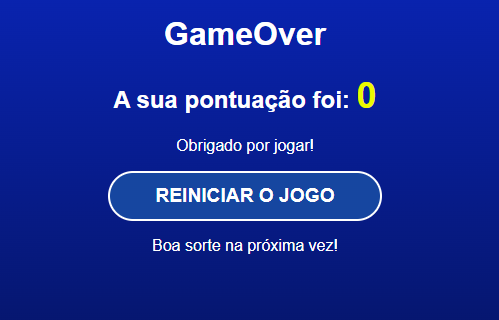 GameOver
A sua pontuação foi: 0
Obrigado por jogar!
REINICIAR O JOGO
Boa sorte na próxima vez!